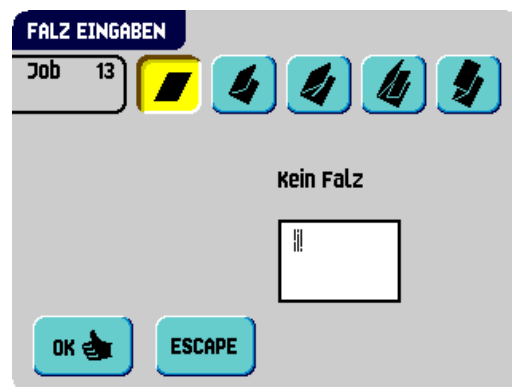 FALZ EINGABEN
Job 13
Kein Falz
OK
ESCAPE